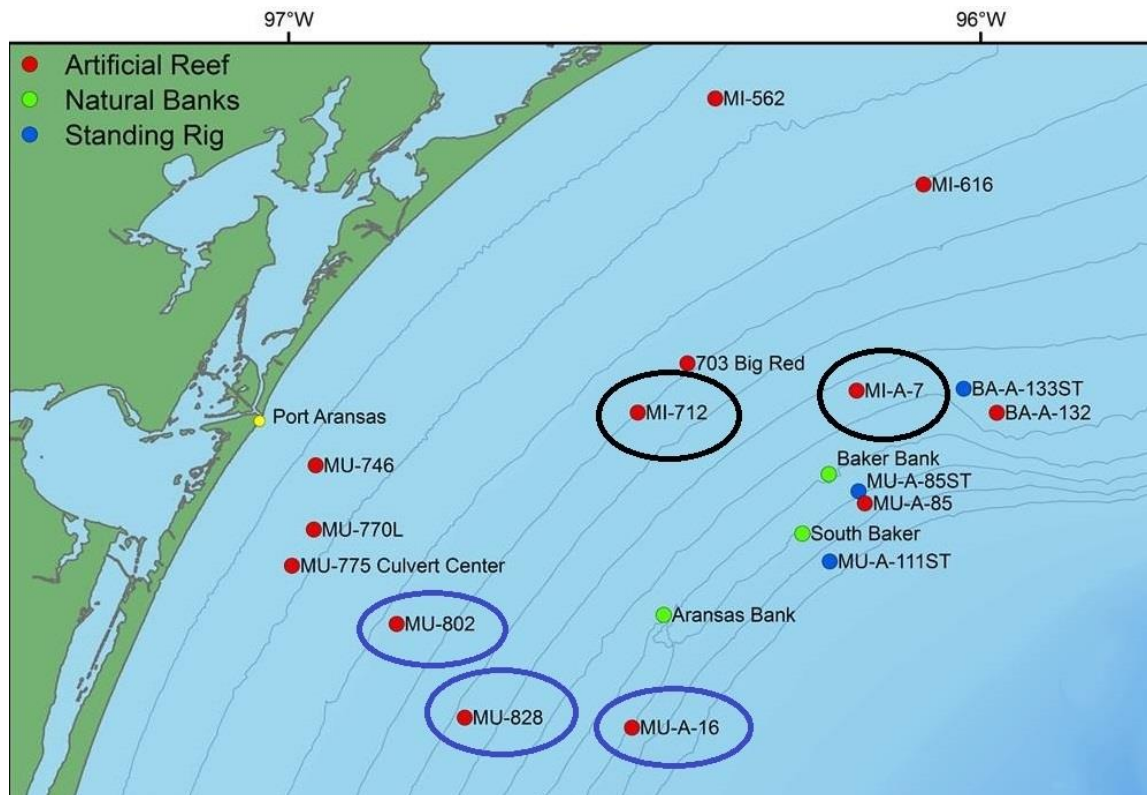 97°W
96°W
Artificial Reef
Natural Banks
Standing Rig
MI-562
MI-616
703 Big Red
MI-712
MI-A-7
BA-A-133ST
BA-A-132
Port Aransas
MU-746
Baker Bank
MU-A-85ST
MU-A-85
MU-770L
South Baker
MU-775 Culvert Center
MU-A-111ST
MU-802
Aransas Bank
MU-828
MU-A-16